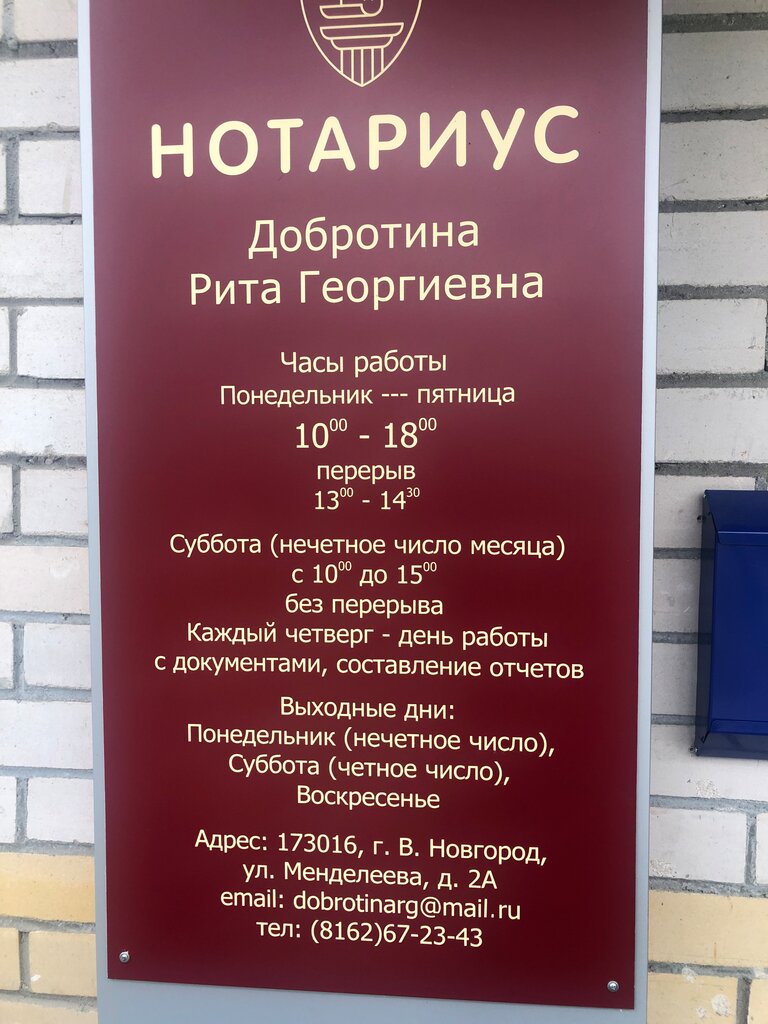 НОТАРИУС
Добротина
Рита Георгиевна
Часы работы
Понедельник --- пятница
10⁰⁰ - 18⁰⁰
перерыв
13⁰⁰ - 14³⁰
Суббота (нечетное число месяца)
с 10⁰⁰ до 15⁰⁰
без перерыва
Каждый четверг - день работы
с документами, составление отчетов
Выходные дни:
Понедельник (нечетное число),
Суббота (четное число),
Воскресенье
Адрес: 173016, г. В. Новгород,
ул. Менделеева, д. 2А
email: dobrotinarg@mail.ru
тел: (8162)67-23-43